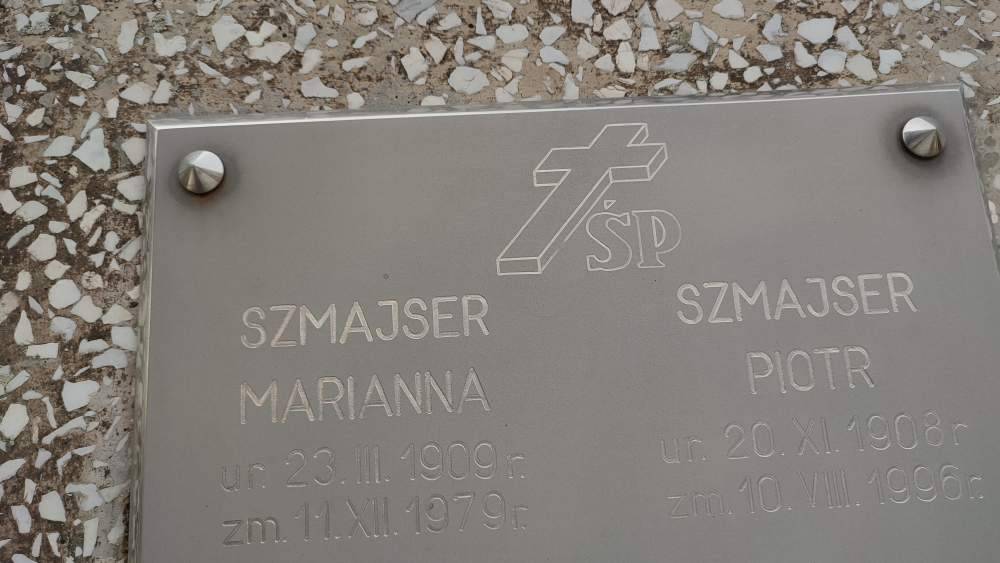 ŚP
SZMAJSER
MARIANNA
ur. 23. III. 1909 r.
zm. 11. XII. 1979 r.
SZMAJSER
PIOTR
ur. 20. XI. 1908 r.
zm. 10. VIII. 1996 r.